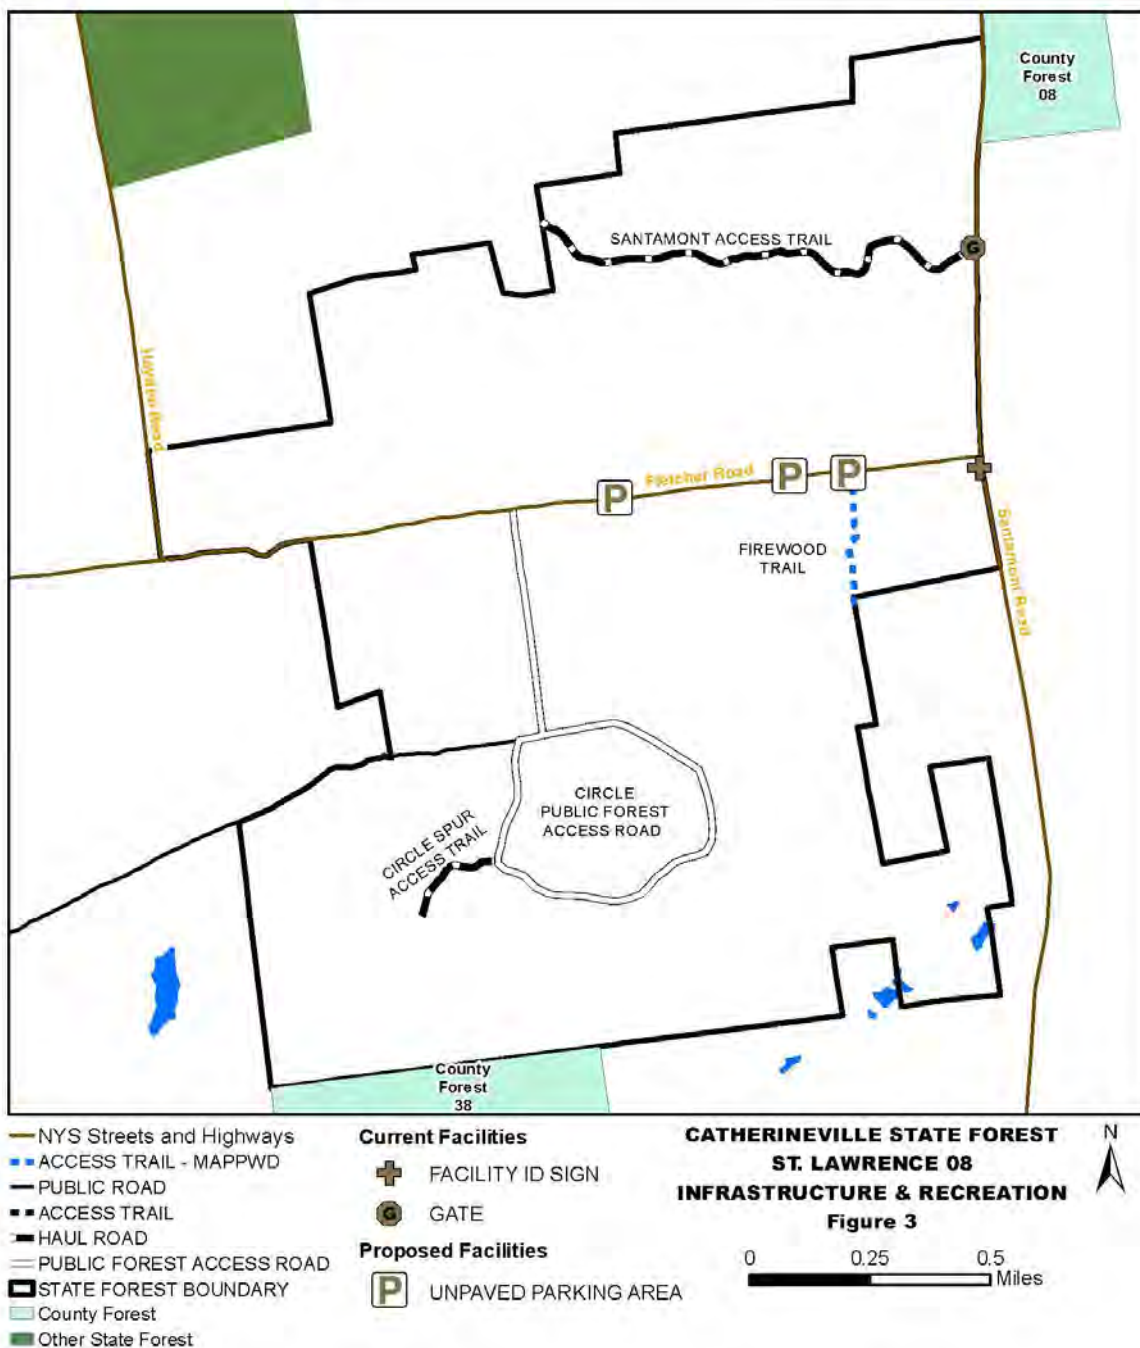 County
Forest
08
SANTAMONT ACCESS TRAIL
G
Fletcher Road
P
P
P
Santamont Road
FIREWOOD
TRAIL
CIRCLE
PUBLIC FOREST
ACCESS ROAD
CIRCLE SPUR
ACCESS TRAIL
County
Forest
38
NYS Streets and Highways
ACCESS TRAIL - MAPPWD
PUBLIC ROAD
ACCESS TRAIL
HAUL ROAD
PUBLIC FOREST ACCESS ROAD
STATE FOREST BOUNDARY
County Forest
Other State Forest
Current Facilities
FACILITY ID SIGN
G GATE
Proposed Facilities
P UNPAVED PARKING AREA
CATHERINEVILLE STATE FOREST
ST. LAWRENCE 08
INFRASTRUCTURE & RECREATION
Figure 3
N
0 0.25 0.5
Miles